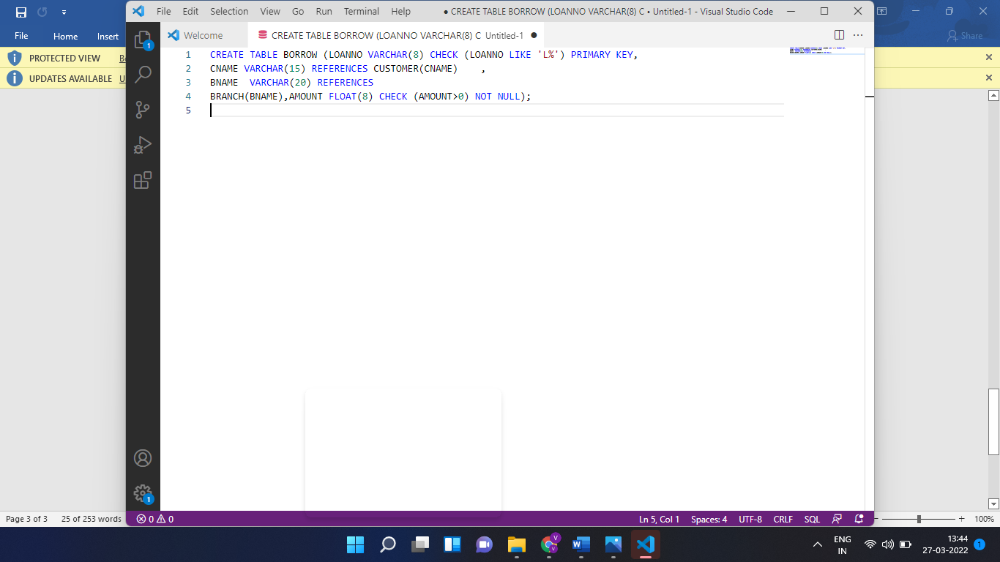 File Edit Selection View Go Run Terminal Help ● CREATE TABLE BORROW (LOANNO VARCHAR(8) C • Untitled-1 - Visual Studio Code
File Home Insert Share
Welcome CREATE TABLE BORROW (LOANNO VARCHAR(8) C Untitled-1 ●
PROTECTED VIEW
UPDATES AVAILABLE
1 CREATE TABLE BORROW (LOANNO VARCHAR(8) CHECK (LOANNO LIKE 'L%') PRIMARY KEY,
2 CNAME VARCHAR(15) REFERENCES CUSTOMER(CNAME)    ,
3 BNAME  VARCHAR(20) REFERENCES
4 BRANCH(BNAME),AMOUNT FLOAT(8) CHECK (AMOUNT>0) NOT NULL);
5
1
1
Page 3 of 3 25 of 253 words 0 0 Ln 5, Col 1 Spaces: 4 UTF-8 CRLF SQL 100%
ENG
IN
13:44
27-03-2022
1